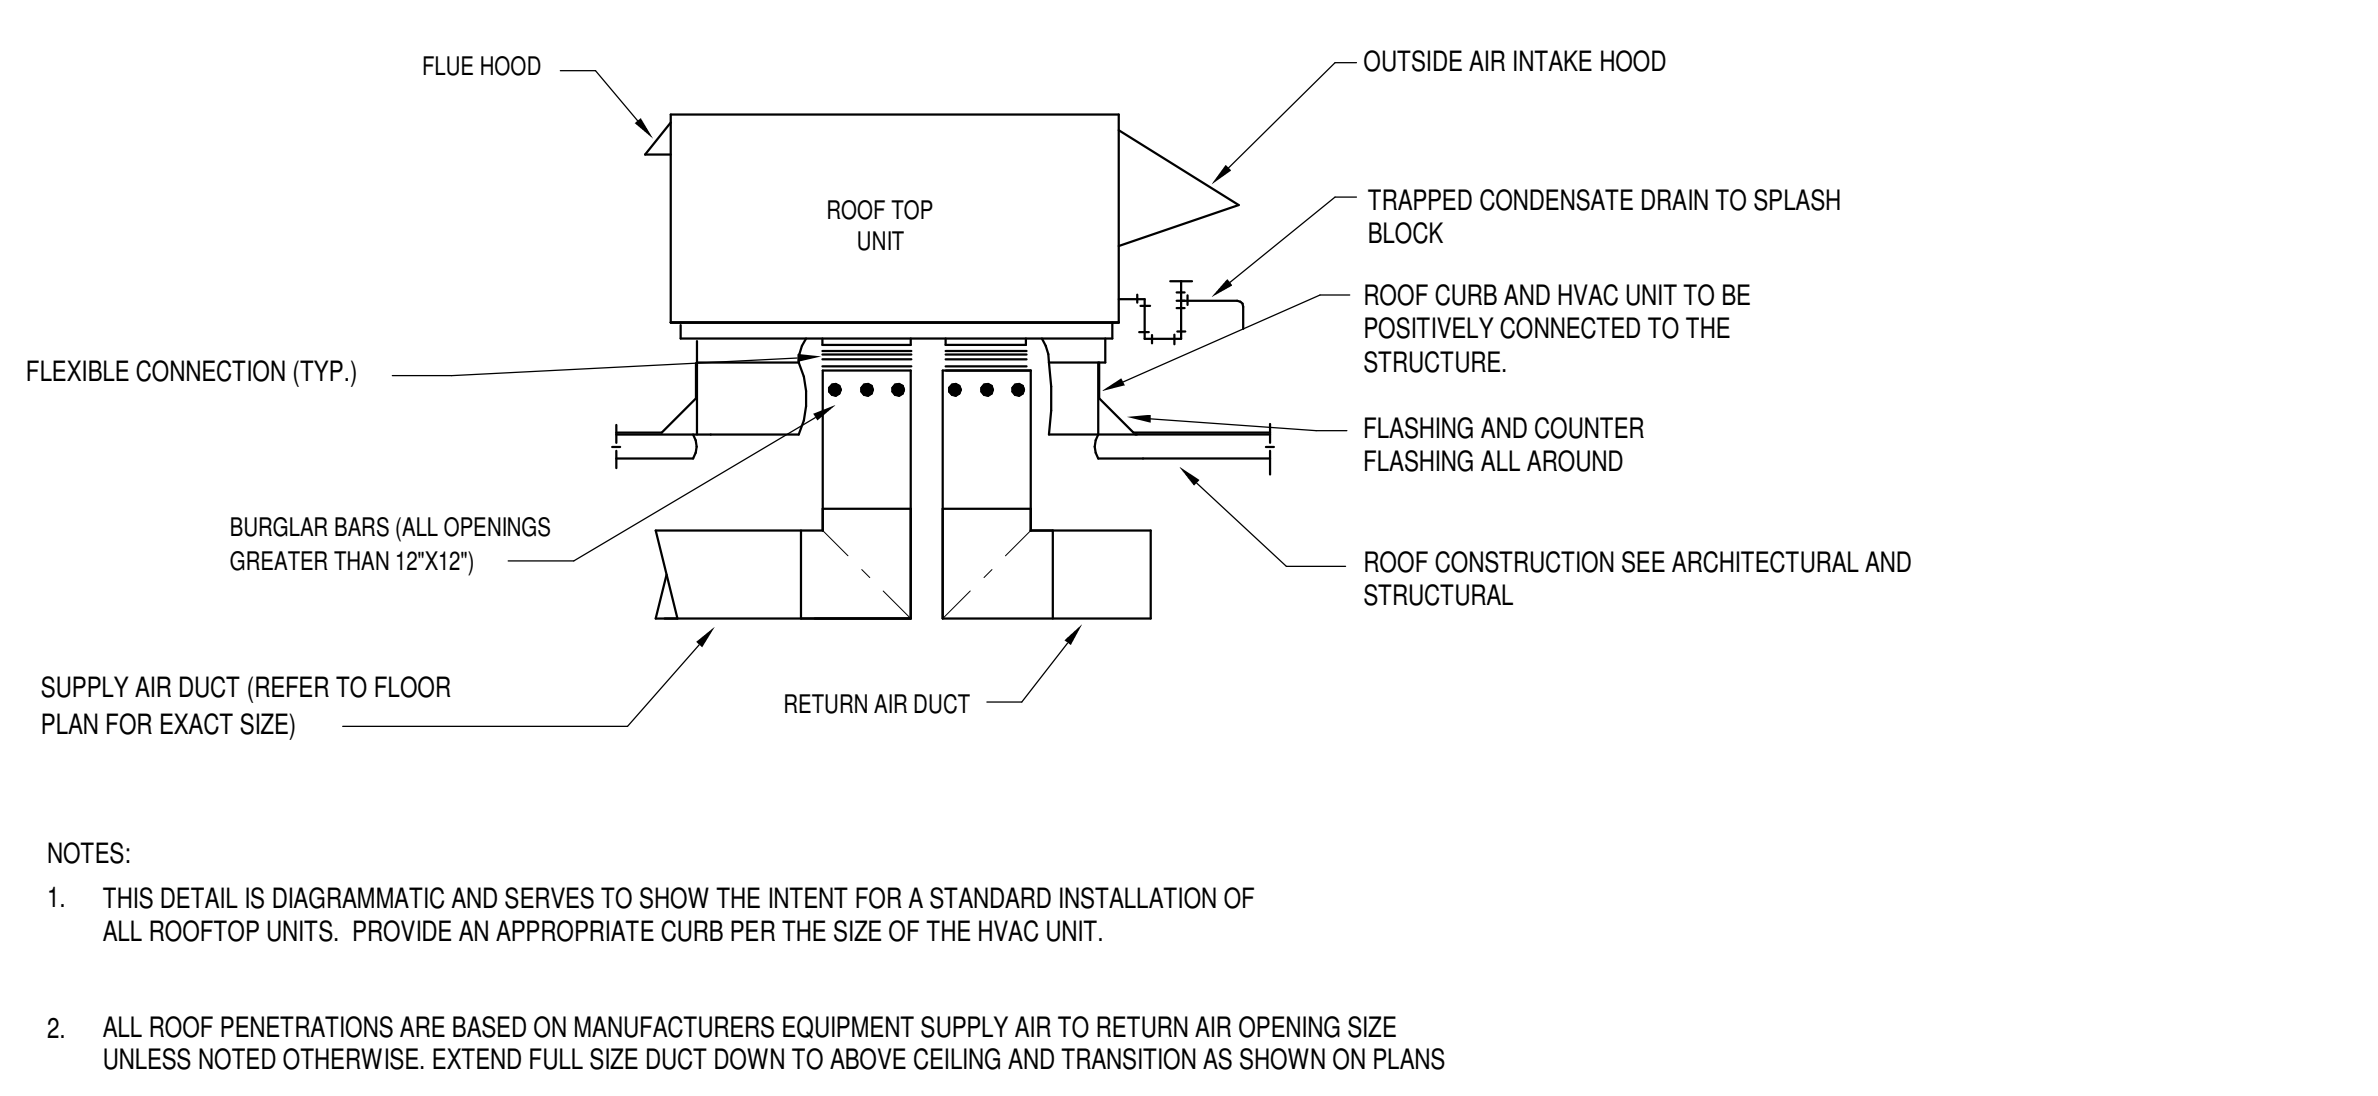 FLUE HOOD
OUTSIDE AIR INTAKE HOOD
ROOF TOP
UNIT
TRAPPED CONDENSATE DRAIN TO SPLASH
BLOCK
ROOF CURB AND HVAC UNIT TO BE
POSITIVELY CONNECTED TO THE
STRUCTURE.
FLEXIBLE CONNECTION (TYP.)
FLASHING AND COUNTER
FLASHING ALL AROUND
BURGLAR BARS (ALL OPENINGS
GREATER THAN 12"X12")
ROOF CONSTRUCTION SEE ARCHITECTURAL AND
STRUCTURAL
SUPPLY AIR DUCT (REFER TO FLOOR
PLAN FOR EXACT SIZE)
RETURN AIR DUCT
NOTES:
1. THIS DETAIL IS DIAGRAMMATIC AND SERVES TO SHOW THE INTENT FOR A STANDARD INSTALLATION OF
ALL ROOFTOP UNITS. PROVIDE AN APPROPRIATE CURB PER THE SIZE OF THE HVAC UNIT.
2. ALL ROOF PENETRATIONS ARE BASED ON MANUFACTURERS EQUIPMENT SUPPLY AIR TO RETURN AIR OPENING SIZE
UNLESS NOTED OTHERWISE. EXTEND FULL SIZE DUCT DOWN TO ABOVE CEILING AND TRANSITION AS SHOWN ON PLANS